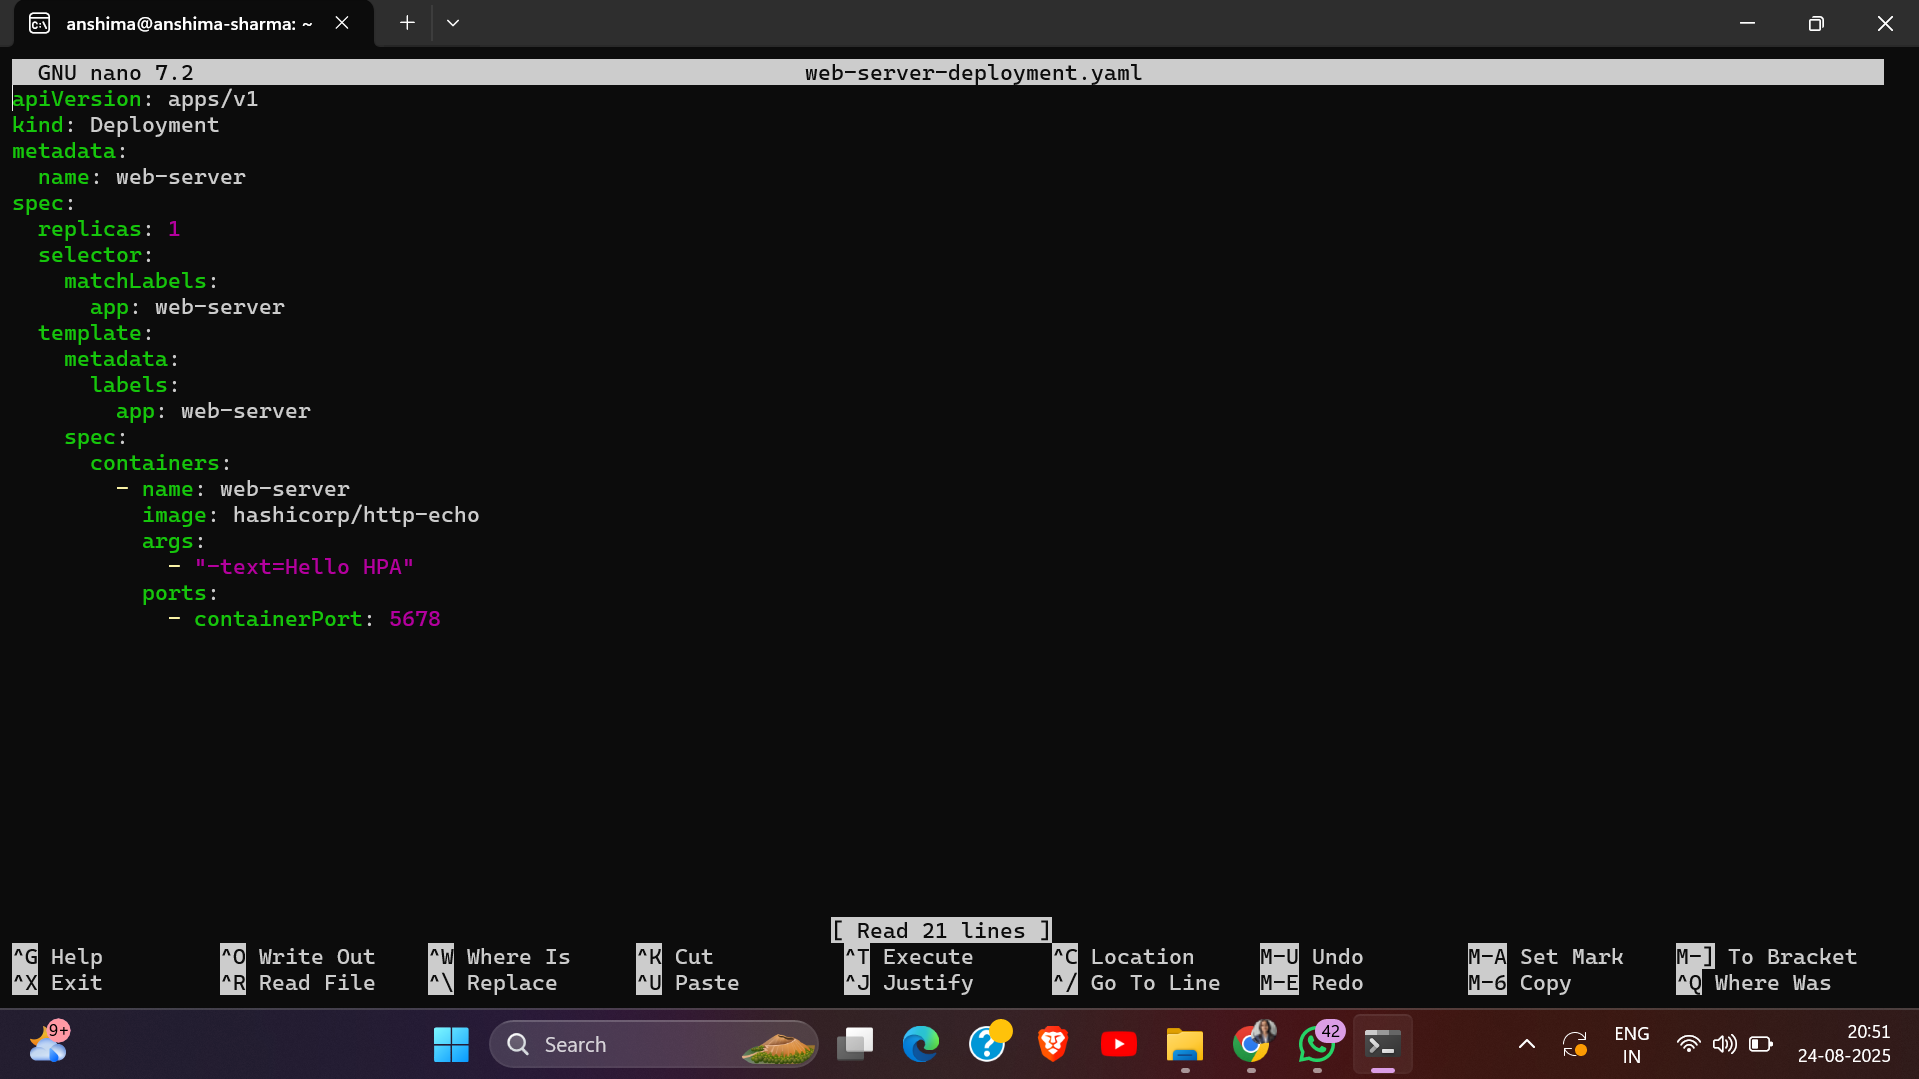 anshima@anshima-sharma: ~
GNU nano 7.2 web-server-deployment.yaml
apiVersion: apps/v1
kind: Deployment
metadata:
  name: web-server
spec:
  replicas: 1
  selector:
    matchLabels:
      app: web-server
  template:
    metadata:
      labels:
        app: web-server
    spec:
      containers:
        - name: web-server
          image: hashicorp/http-echo
          args:
            - "-text=Hello HPA"
          ports:
            - containerPort: 5678
[ Read 21 lines ]
^G Help ^O Write Out ^W Where Is ^K Cut ^T Execute ^C Location M-U Undo M-A Set Mark M-] To Bracket
^X Exit ^R Read File ^\ Replace ^U Paste ^J Justify ^/ Go To Line M-E Redo M-6 Copy ^Q Where Was
9+ Search 42 ENG 20:51
IN 24-08-2025